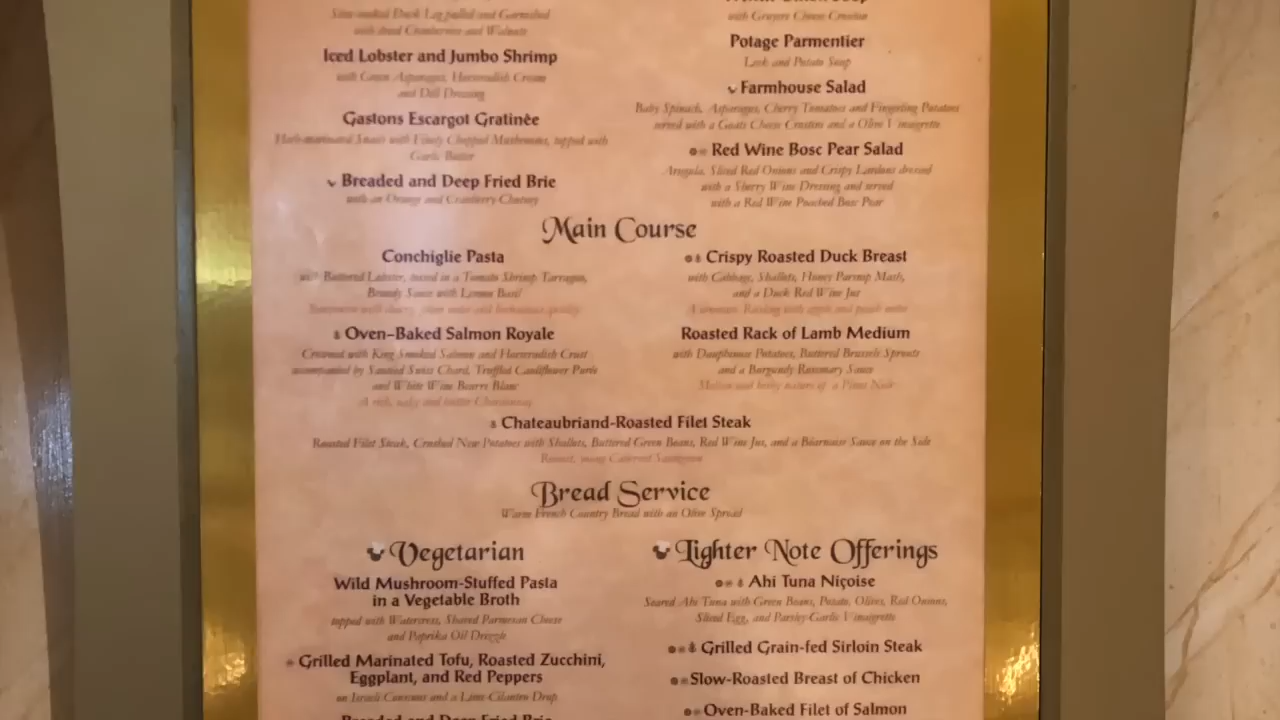 with Gruyere Cheese Crouton
Iced Lobster and Jumbo Shrimp
with Green Asparagus, Horseradish Cream
and Dill Dressing
Gastons Escargot Gratinée
Herb-marinated Snails with Finely Chopped Mushrooms, topped with
Garlic Butter
Breaded and Deep Fried Brie
with an Orange and Cranberry Chutney
Potage Parmentier
Leek and Potato Soup
Farmhouse Salad
Baby Spinach, Asparagus, Cherry Tomatoes and Fingerling Potatoes
served with a Goats Cheese Crostini and a Olive Vinaigrette
Red Wine Bosc Pear Salad
Arugula, Sliced Red Onions and Crispy Lardons dressed
with a Sherry Wine Dressing and served
with a Red Wine Poached Bosc Pear
Main Course
Conchiglie Pasta
with Buttered Lobster, tossed in a Tomato Shrimp Tarragon,
Brandy Sauce with Lemon Basil
Oven-Baked Salmon Royale
Crowned with King Smoked Salmon and Horseradish Crust
accompanied by Sautéed Swiss Chard, Truffled Cauliflower Purée
and White Wine Beurre Blanc
A rich, oaky and butter Chardonnay
Crispy Roasted Duck Breast
with Cabbage, Shallots, Honey Parsnip Mash,
and a Duck Red Wine Jus
Roasted Rack of Lamb Medium
with Dauphinoise Potatoes, Buttered Brussels Sprouts
and a Burgundy Rosemary Sauce
Chateaubriand-Roasted Filet Steak
Roasted Filet Steak, Crushed New Potatoes with Shallots, Buttered Green Beans, Red Wine Jus, and a Béarnaise Sauce on the Side
Robust, young Cabernet Sauvignon
Bread Service
Warm French Country Bread with an Olive Spread
Vegetarian
Wild Mushroom-Stuffed Pasta
in a Vegetable Broth
topped with Watercress, Shaved Parmesan Cheese
and Paprika Oil Drizzle
Grilled Marinated Tofu, Roasted Zucchini,
Eggplant, and Red Peppers
on Israeli Couscous and a Lime-Cilantro Drop
Breaded and Deep Fried Brie
Lighter Note Offerings
Ahi Tuna Niçoise
Seared Ahi Tuna with Green Beans, Potato, Olives, Red Onions,
Sliced Egg, and Parsley-Garlic Vinaigrette
Grilled Grain-fed Sirloin Steak
Slow-Roasted Breast of Chicken
Oven-Baked Filet of Salmon